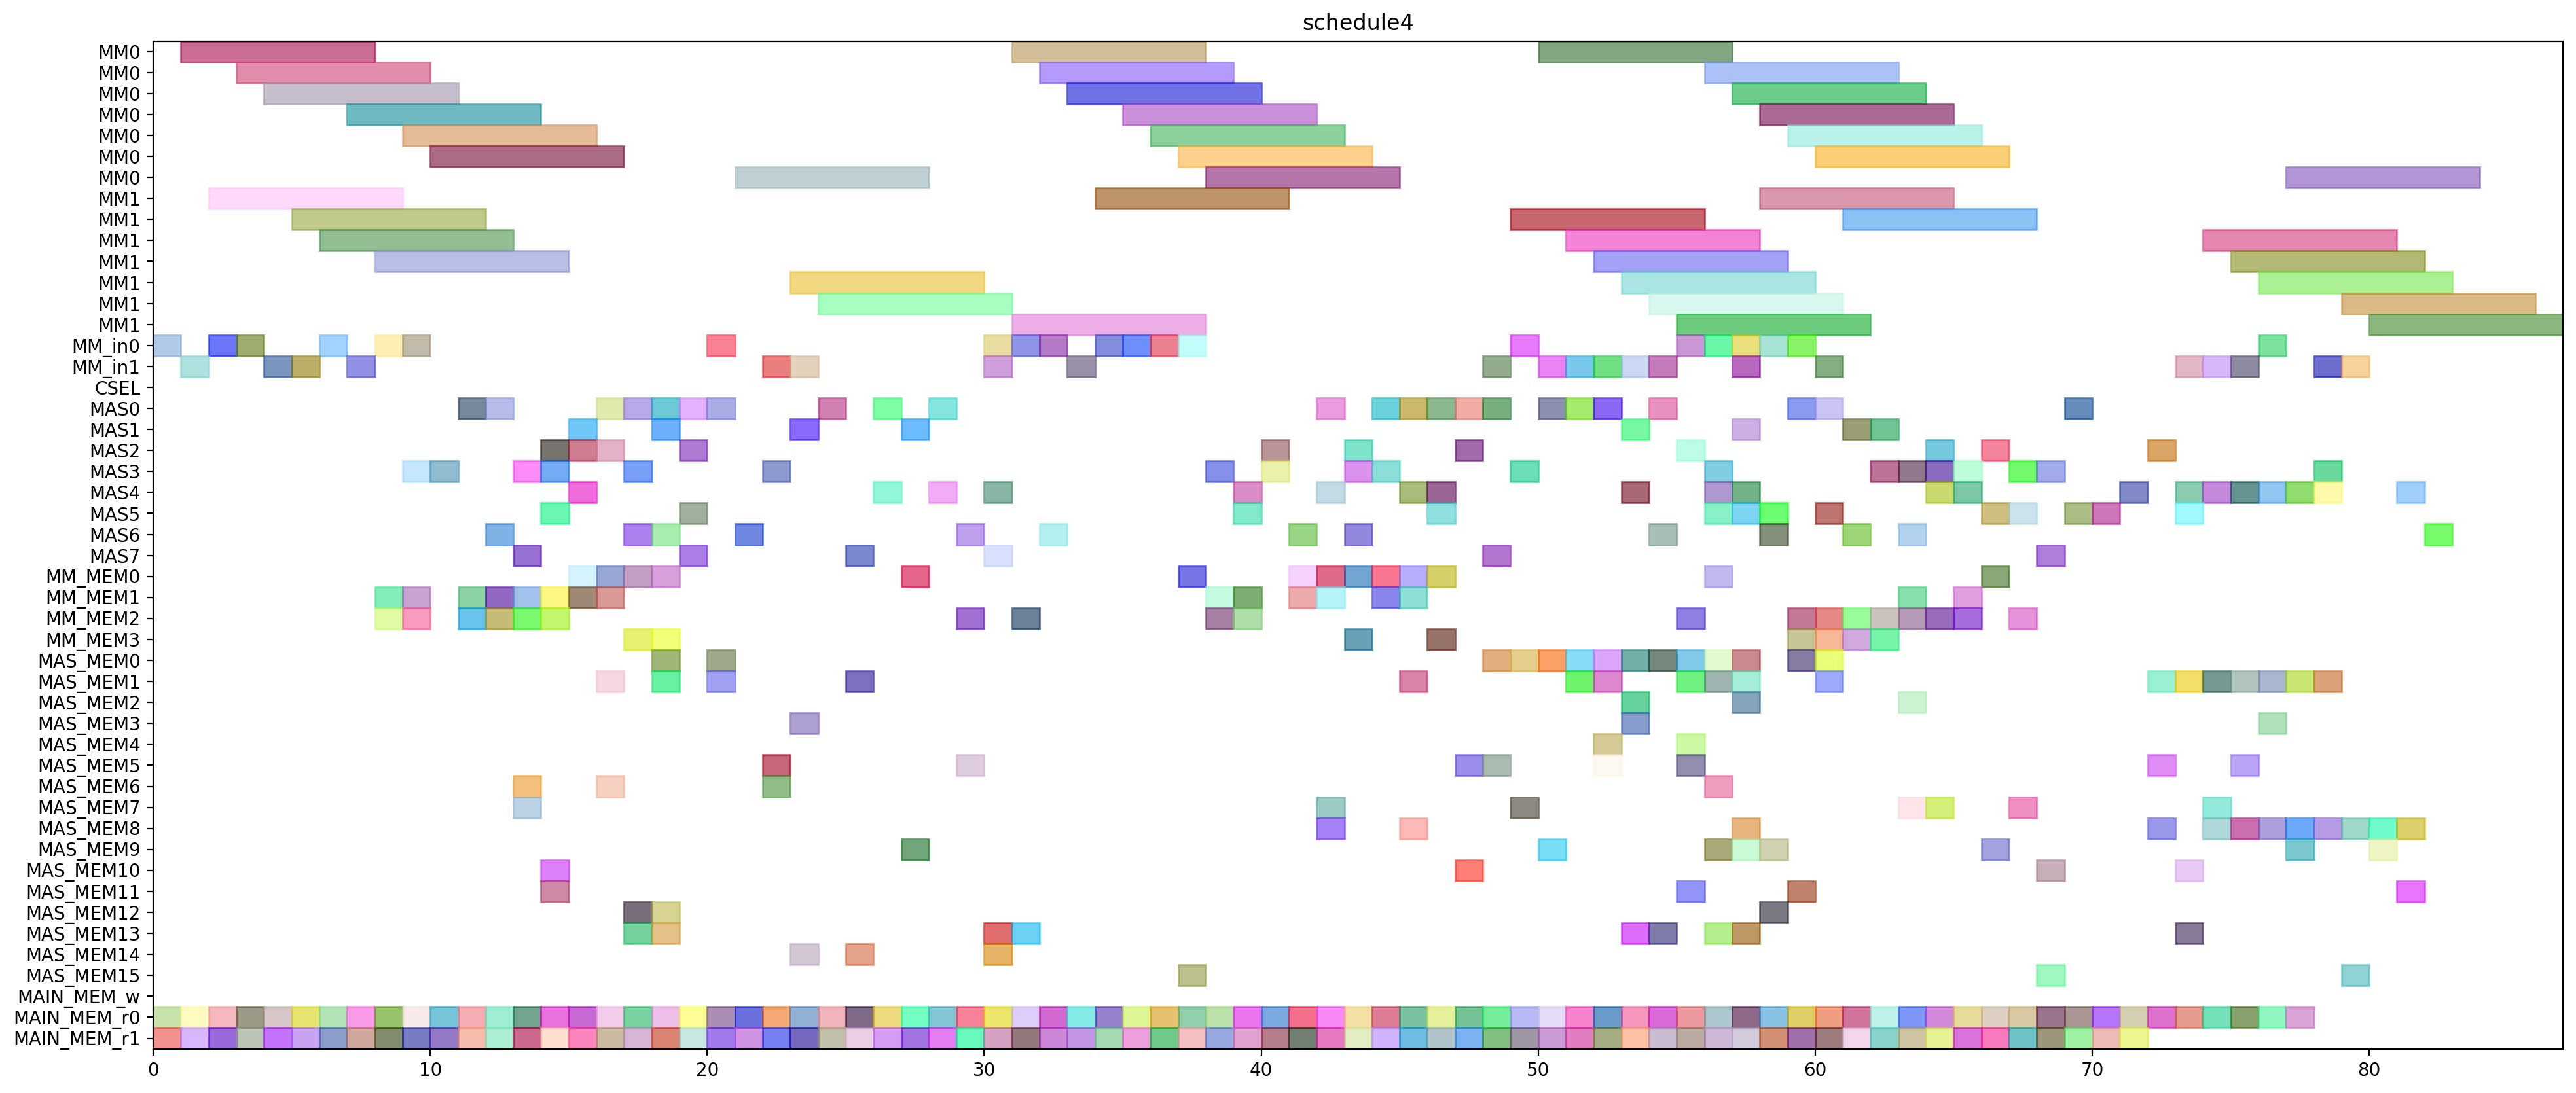 schedule4
MM0
MM0
MM0
MM0
MM0
MM0
MM0
MM1
MM1
MM1
MM1
MM1
MM1
MM1
MM_in0
MM_in1
CSEL
MAS0
MAS1
MAS2
MAS3
MAS4
MAS5
MAS6
MAS7
MM_MEM0
MM_MEM1
MM_MEM2
MM_MEM3
MAS_MEM0
MAS_MEM1
MAS_MEM2
MAS_MEM3
MAS_MEM4
MAS_MEM5
MAS_MEM6
MAS_MEM7
MAS_MEM8
MAS_MEM9
MAS_MEM10
MAS_MEM11
MAS_MEM12
MAS_MEM13
MAS_MEM14
MAS_MEM15
MAIN_MEM_w
MAIN_MEM_r0
MAIN_MEM_r1
0 10 20 30 40 50 60 70 80